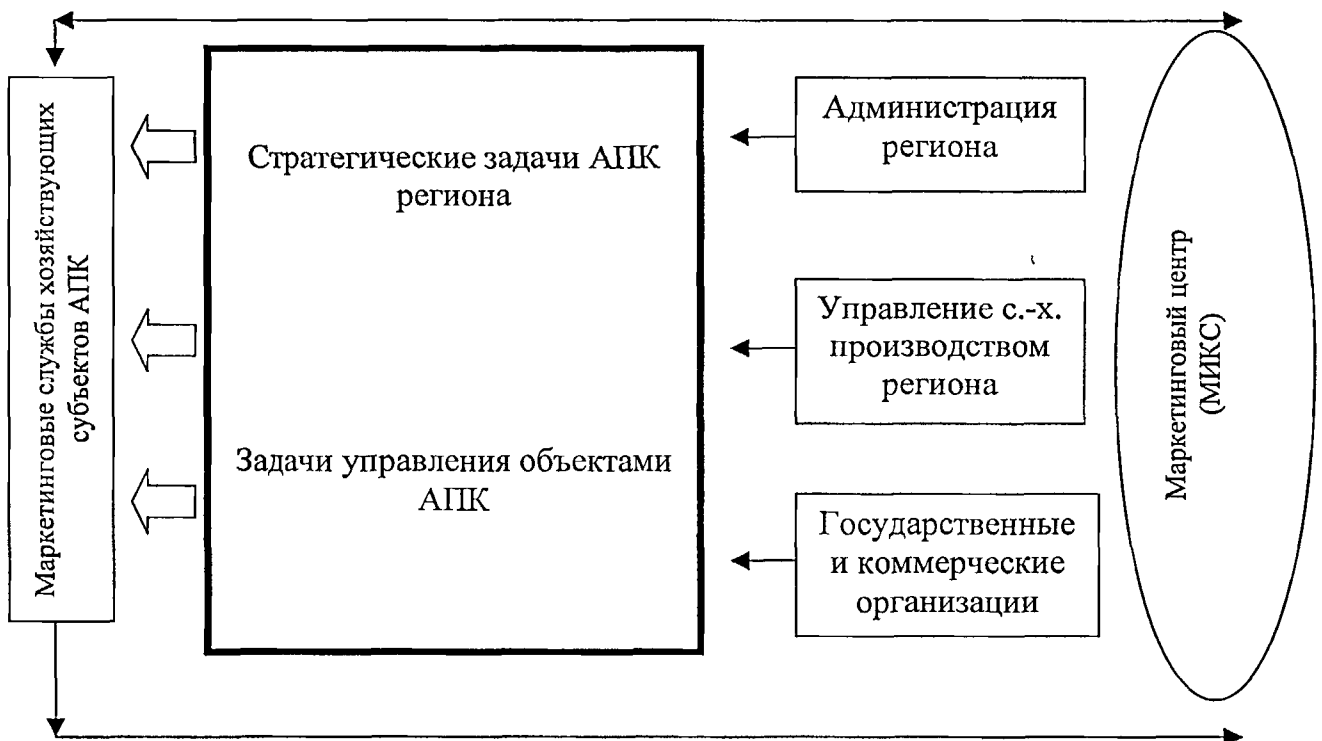 Маркетинговые службы хозяйствующих
субъектов АПК
Стратегические задачи АПК
региона
Задачи управления объектами
АПК
Администрация
региона
Управление с.-х.
производством
региона
Государственные
и коммерческие
организации
Маркетинговый центр
(МИКС)